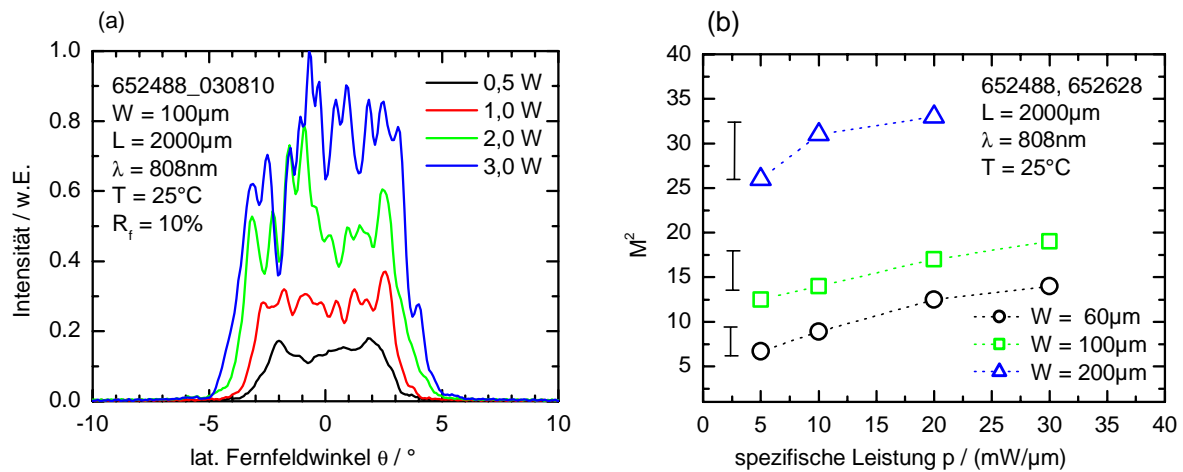 (a)
1.0
0.8
0.6
0.4
0.2
0.0
-10
-5
0
5
10
Intensität / w.E.
lat. Fernfeldwinkel θ / °
652488_030810
W = 100µm
L = 2000µm
λ = 808nm
T = 25°C
R_f = 10%
0,5 W
1,0 W
2,0 W
3,0 W
(b)
40
35
30
25
20
15
10
5
0
5
10
15
20
25
30
35
40
M²
spezifische Leistung p / (mW/µm)
652488, 652628
L = 2000µm
λ = 808nm
T = 25°C
W = 60µm
W = 100µm
W = 200µm